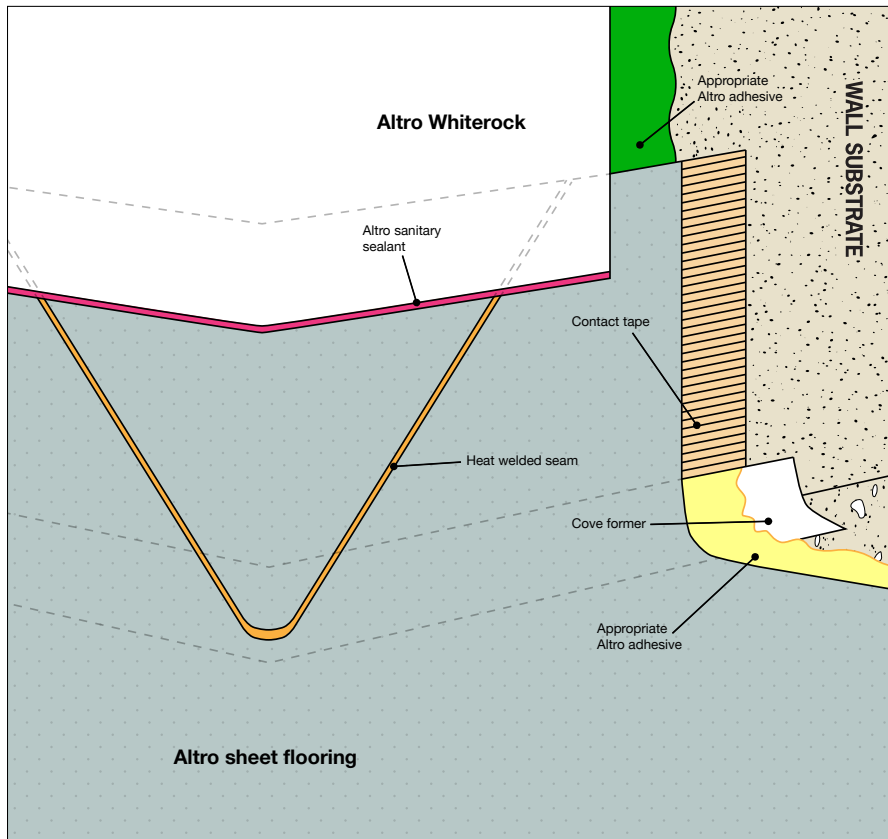 Appropriate
Altro adhesive
WALL SUBSTRATE
Altro Whiterock
Altro sanitary
sealant
Contact tape
Heat welded seam
Cove former
Appropriate
Altro adhesive
Altro sheet flooring